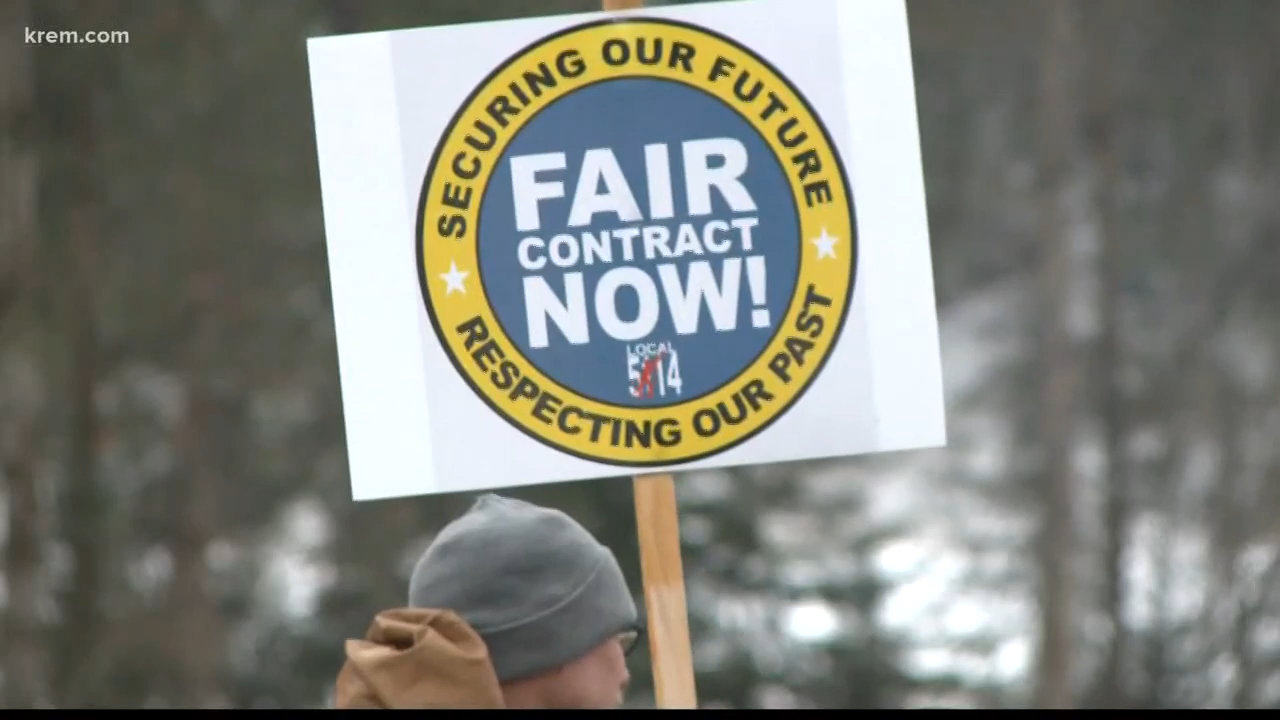 krem.com
SECURING OUR FUTURE
FAIR
CONTRACT
NOW!
LOCAL
5114
RESPECTING OUR PAST